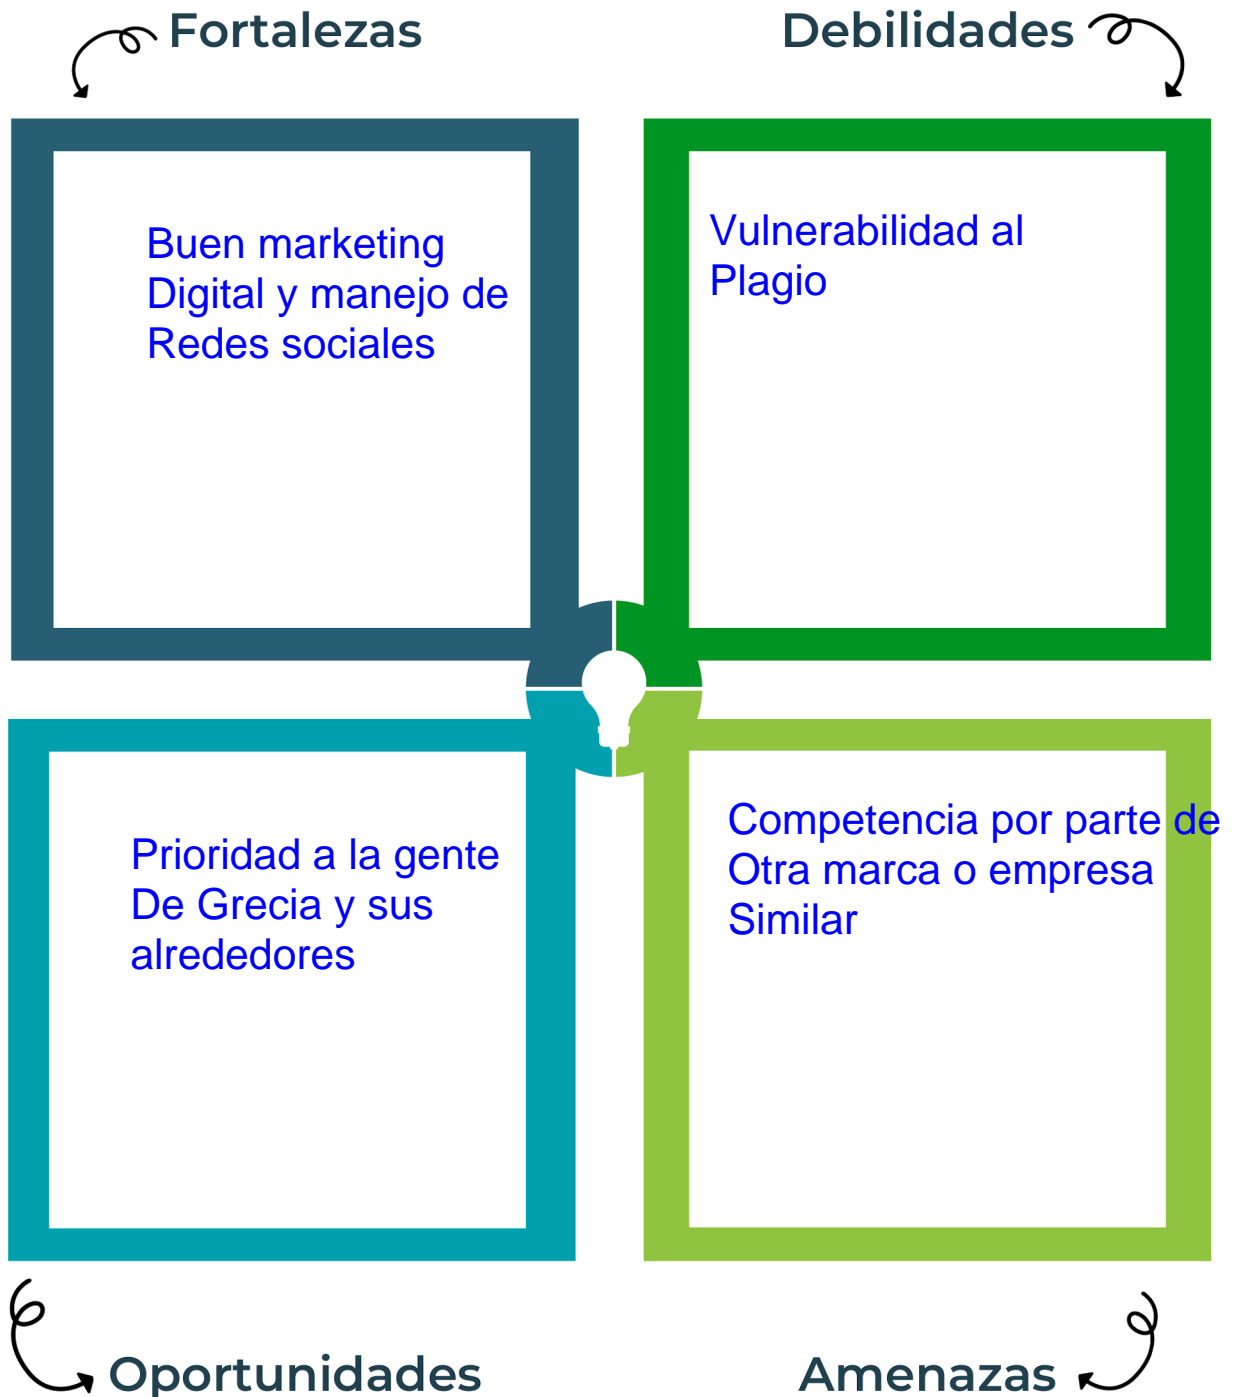 Fortalezas
Buen marketing
Digital y manejo de
Redes sociales
Debilidades
Vulnerabilidad al
Plagio
Prioridad a la gente
De Grecia y sus
alrededores
Oportunidades
Competencia por parte de
Otra marca o empresa
Similar
Amenazas